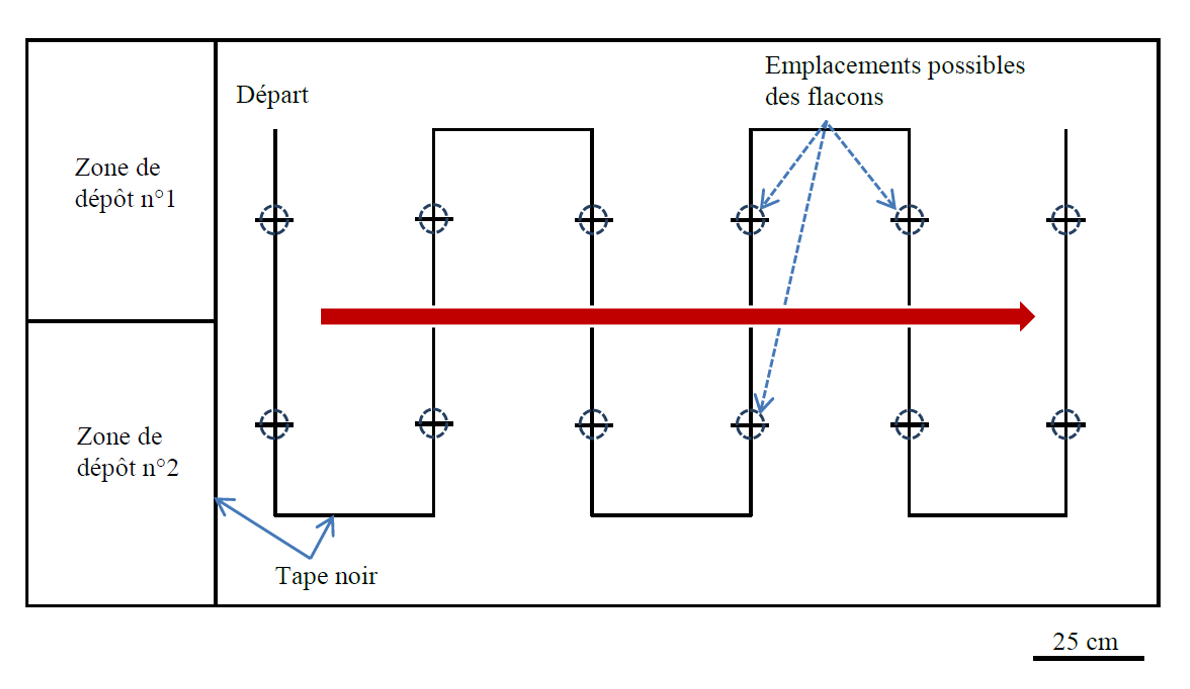 Départ
Emplacements possibles
des flacons
Zone de
dépôt n°1
Zone de
dépôt n°2
Tape noir
25 cm